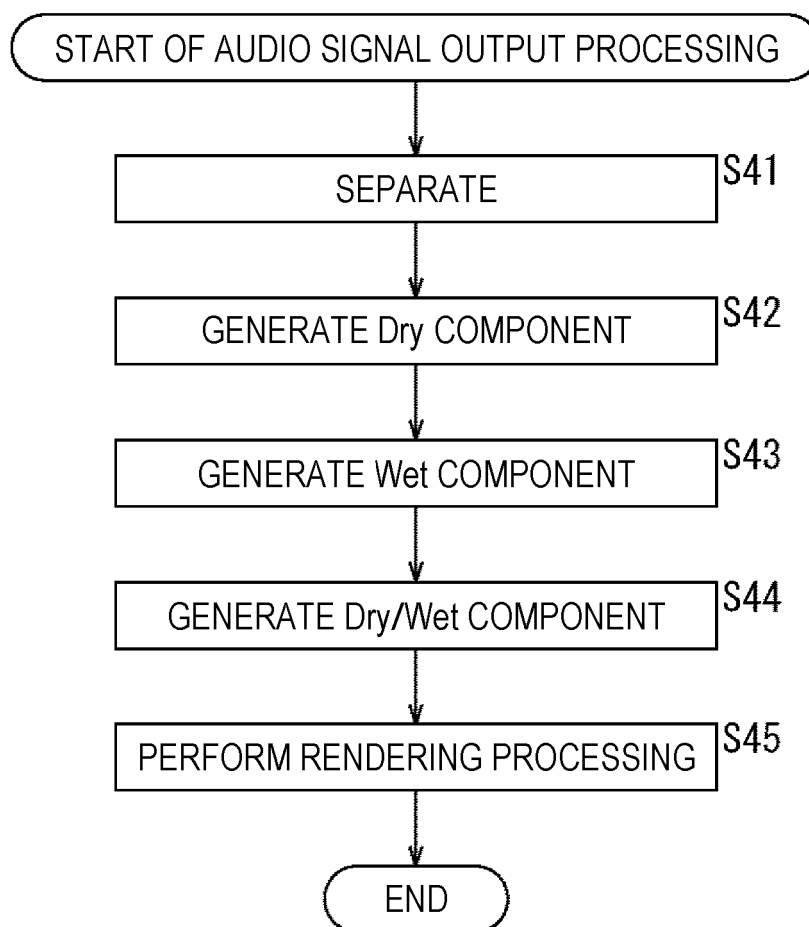 START OF AUDIO SIGNAL OUTPUT PROCESSING
S41
SEPARATE
S42
GENERATE Dry COMPONENT
S43
GENERATE Wet COMPONENT
S44
GENERATE Dry/Wet COMPONENT
S45
PERFORM RENDERING PROCESSING
END